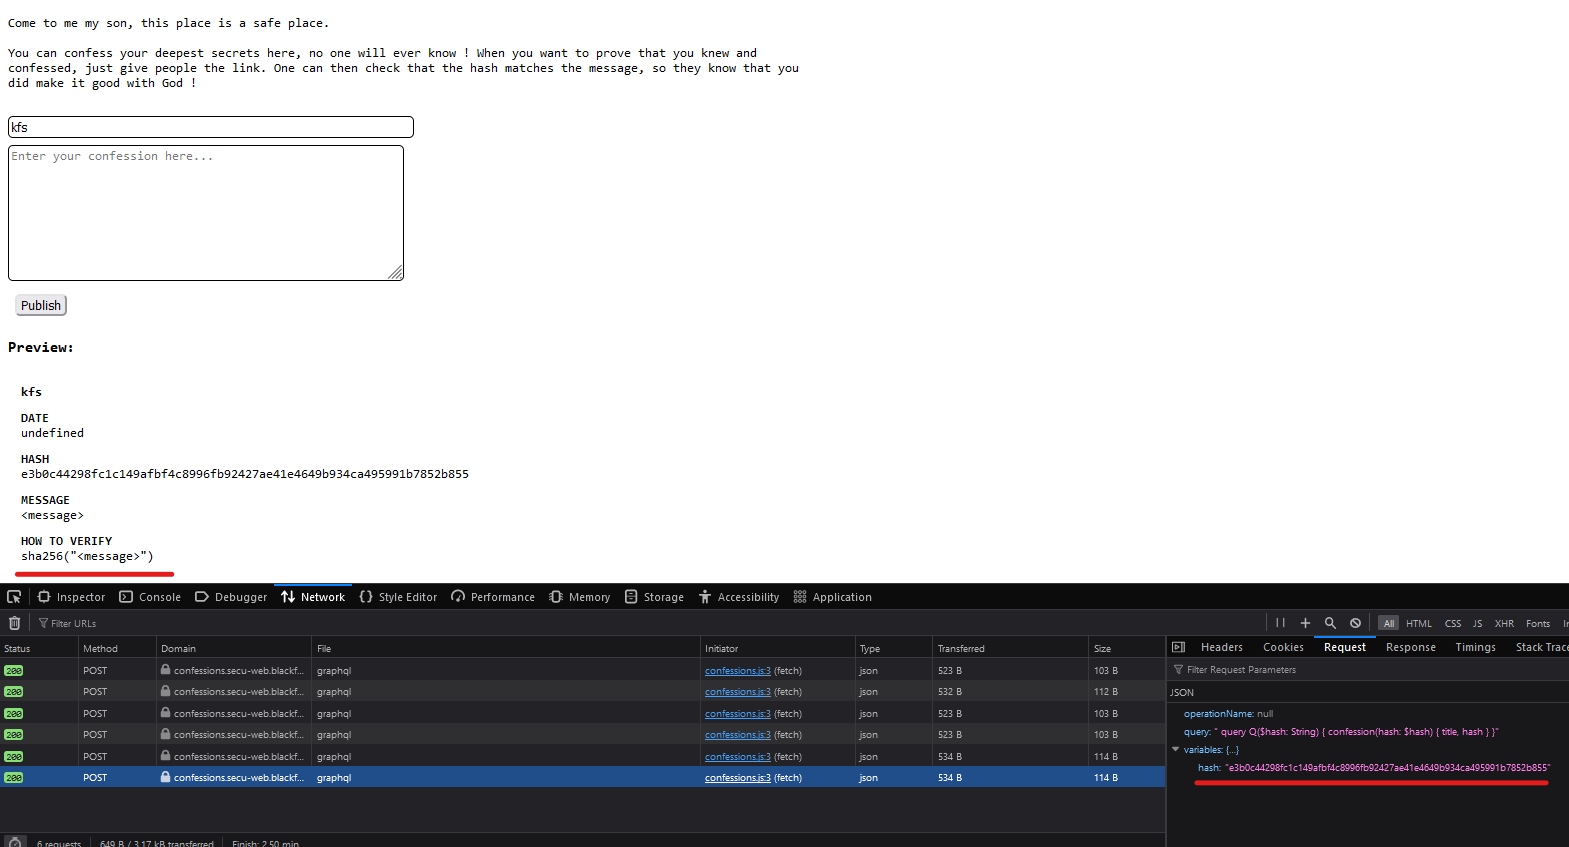 Come to me my son, this place is a safe place.
You can confess your deepest secrets here, no one will ever know ! When you want to prove that you knew and
confessed, just give people the link. One can then check that the hash matches the message, so they know that you
did make it good with God !
kfs
Enter your confession here...
Publish
Preview:
kfs
DATE
undefined
HASH
e3b0c44298fc1c149afbf4c8996fb92427ae41e4649b934ca495991b7852b855
MESSAGE
<message>
HOW TO VERIFY
sha256("<message>")
Inspector Console Debugger Network Style Editor Performance Memory Storage Accessibility Application
Filter URLs All HTML CSS JS XHR Fonts
Status Method Domain File Initiator Type Transferred Size
200 POST confessions.secu-web.blackf... graphql confessions.js:3 (fetch) json 523 B 103 B
200 POST confessions.secu-web.blackf... graphql confessions.js:3 (fetch) json 532 B 112 B
200 POST confessions.secu-web.blackf... graphql confessions.js:3 (fetch) json 523 B 103 B
200 POST confessions.secu-web.blackf... graphql confessions.js:3 (fetch) json 523 B 103 B
200 POST confessions.secu-web.blackf... graphql confessions.js:3 (fetch) json 534 B 114 B
200 POST confessions.secu-web.blackf... graphql confessions.js:3 (fetch) json 534 B 114 B
Headers Cookies Request Response Timings Stack Trace
Filter Request Parameters
JSON
operationName: null
query: " query Q($hash: String) { confession(hash: $hash) { title, hash } }"
variables: {...}
hash: "e3b0c44298fc1c149afbf4c8996fb92427ae41e4649b934ca495991b7852b855"
6 requests 649 B / 3.17 kB transferred Finish: 2.50 min